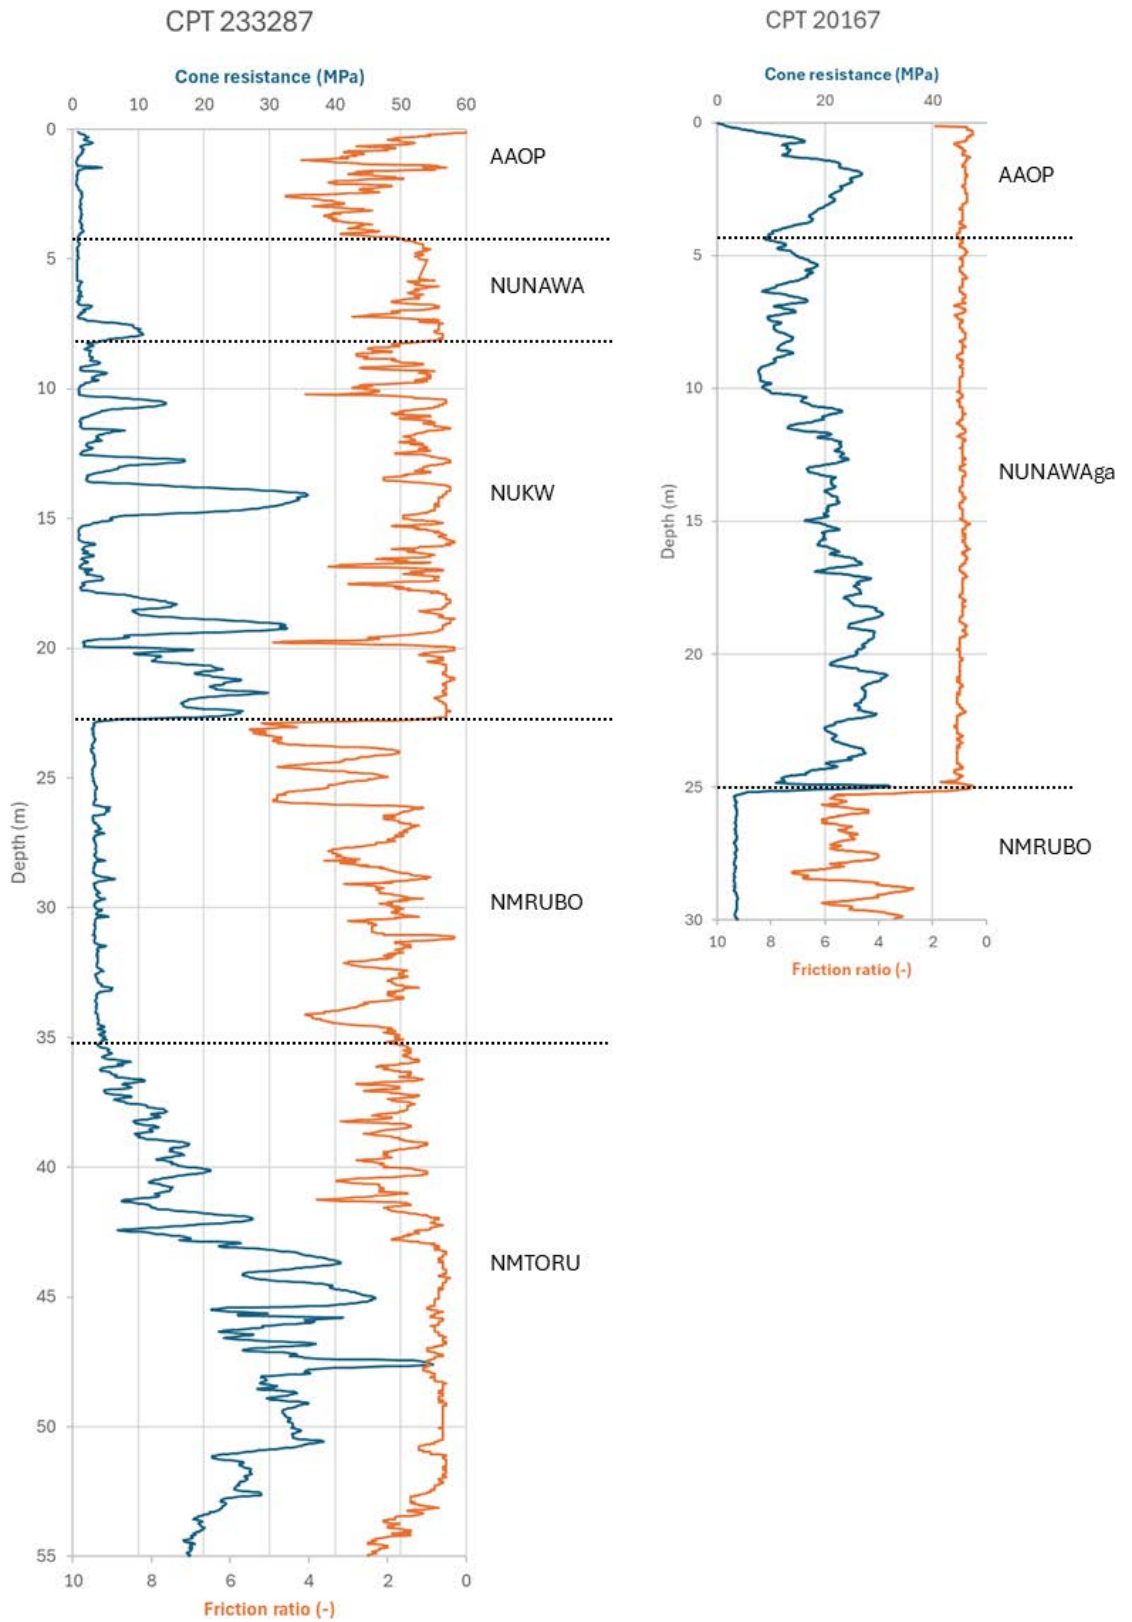 CPT 233287
Cone resistance (MPa)
0 10 20 30 40 50 60
0
5
10
15
20
25
30
35
40
45
50
55
Depth (m)
AAOP
NUNAWA
NUKW
NMRUBO
NMTORU
10 8 6 4 2 0
Friction ratio (-)
CPT 20167
Cone resistance (MPa)
0 20 40
0
5
10
15
20
25
30
Depth (m)
AAOP
NUNAWAga
NMRUBO
10 8 6 4 2 0
Friction ratio (-)